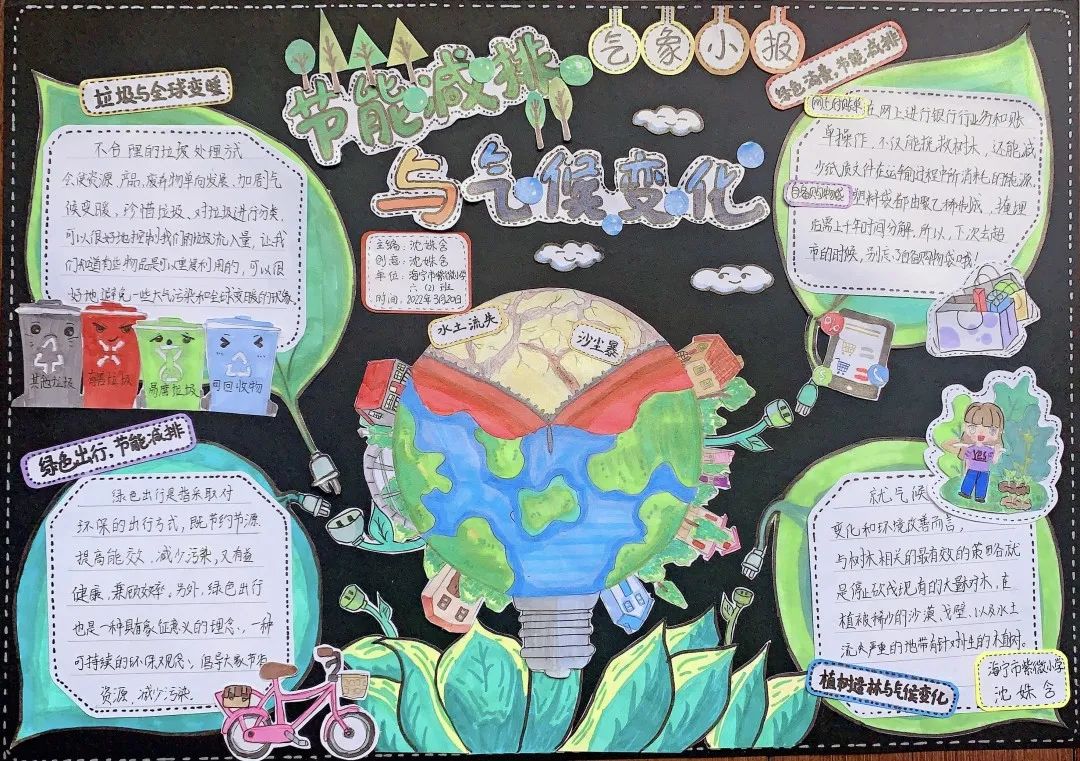 节能减排
与气候变化
气象小报
主编：沈姝含
创意：沈姝含
单位：海宁市紫微小学
六（2）班
时间：2022年3月20日
垃圾与全球变暖
不合理的垃圾处理方式
会使资源、产品、废弃物单向发展、加剧气
候变暖，珍惜垃圾、对垃圾进行分类，
可以很好地控制我们的垃圾流入量，让我
们知道有些物品是可以重复利用的，可以很
好地避免一些大气污染和全球变暖的现象
其他垃圾
有害垃圾
易腐垃圾
可回收物
绿色出行，节能减排
绿色出行是指采取对
环保的出行方式，既节约节源
提高能效、减少污染，又有益
健康，兼顾效率，另外，绿色出行
也是一种具有象征意义的理念、一种
可持续的环保观念，倡导大家节省
资源，减少污染
水土流失
沙尘暴
绿色消费，节能减排
网上付账单
在网上进行银行行业务和账
单操作，不仅能挽救树木，还能减
少纸质文件在运输过程中所消耗的能源。
自备购物袋
塑料袋都由聚乙烯制成，掩埋
后需上千年时间分解，所以，下次去超
市的时候，别忘了自备购物袋哦！
就气候
变化和环境改善而言，
与树木相关的最有效的策略就
是停止砍伐现有的大量树木，在
植被稀少的沙漠、戈壁，以及水土
流失严重的地带有针对性的木植树。
植树造林与气候变化
海宁市紫微小学
沈姝含